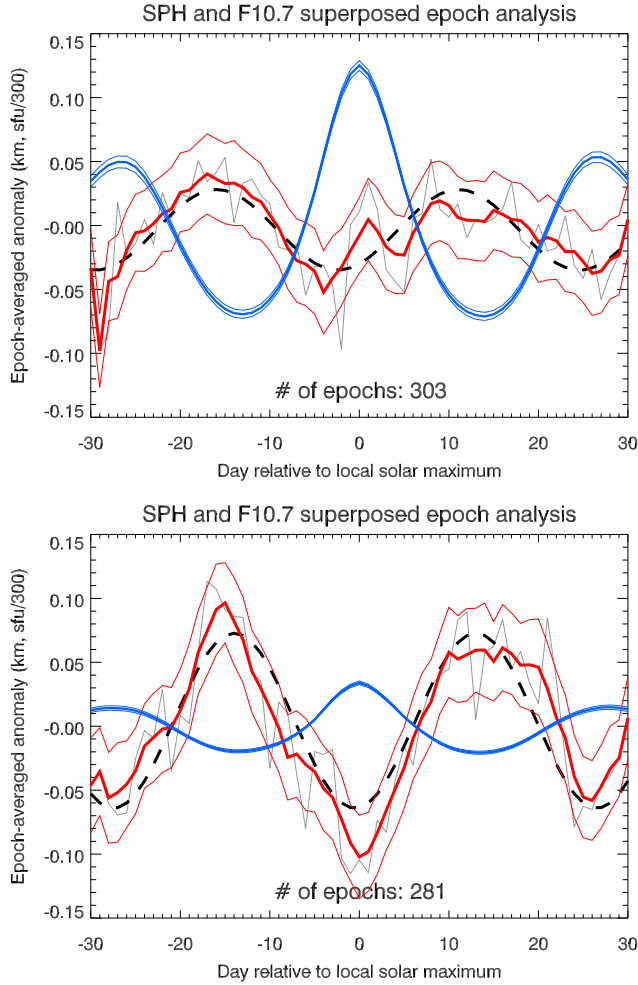 SPH and F10.7 superposed epoch analysis
Epoch-averaged anomaly (km, sfu/300)
0.15
0.10
0.05
-0.00
-0.05
-0.10
-0.15
# of epochs: 303
-30 -20 -10 0 10 20 30
Day relative to local solar maximum
SPH and F10.7 superposed epoch analysis
Epoch-averaged anomaly (km, sfu/300)
0.15
0.10
0.05
-0.00
-0.05
-0.10
-0.15
# of epochs: 281
-30 -20 -10 0 10 20 30
Day relative to local solar maximum